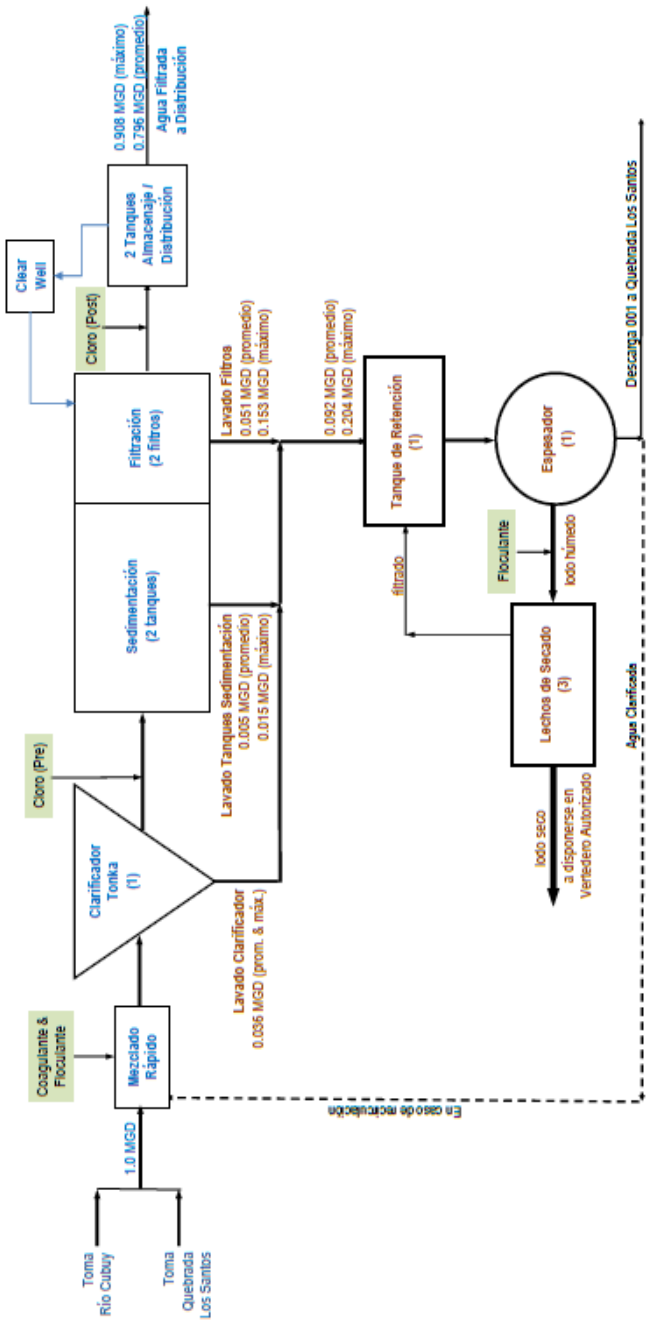 Toma
Río Cubuy
Toma
Quebrada
Los Santos
1.0 MGD
Coagulante &
Floculante
Mezclado
Rápido
Clarificador
Tonka
(1)
Cloro (Pre)
Sedimentación
(2 tanques)
Filtración
(2 filtros)
Cloro (Post)
Clear
Well
2 Tanques
Almacenaje /
Distribución
0.908 MGD (máximo)
0.796 MGD (promedio)
Agua Filtrada
a Distribución
Lavado Clarificador
0.036 MGD (prom. & máx.)
Lavado Tanques Sedimentación
0.005 MGD (promedio)
0.015 MGD (máximo)
Lavado Filtros
0.051 MGD (promedio)
0.153 MGD (máximo)
0.092 MGD (promedio)
0.204 MGD (máximo)
Tanque de Retención
(1)
filtrado
Floculante
Espesador
(1)
lodo húmedo
Lechos de Secado
(3)
lodo seco
a disponerse en
Vertedero Autorizado
Descarga 001 a Quebrada Los Santos
Agua Clarificada
En caso de recirculación